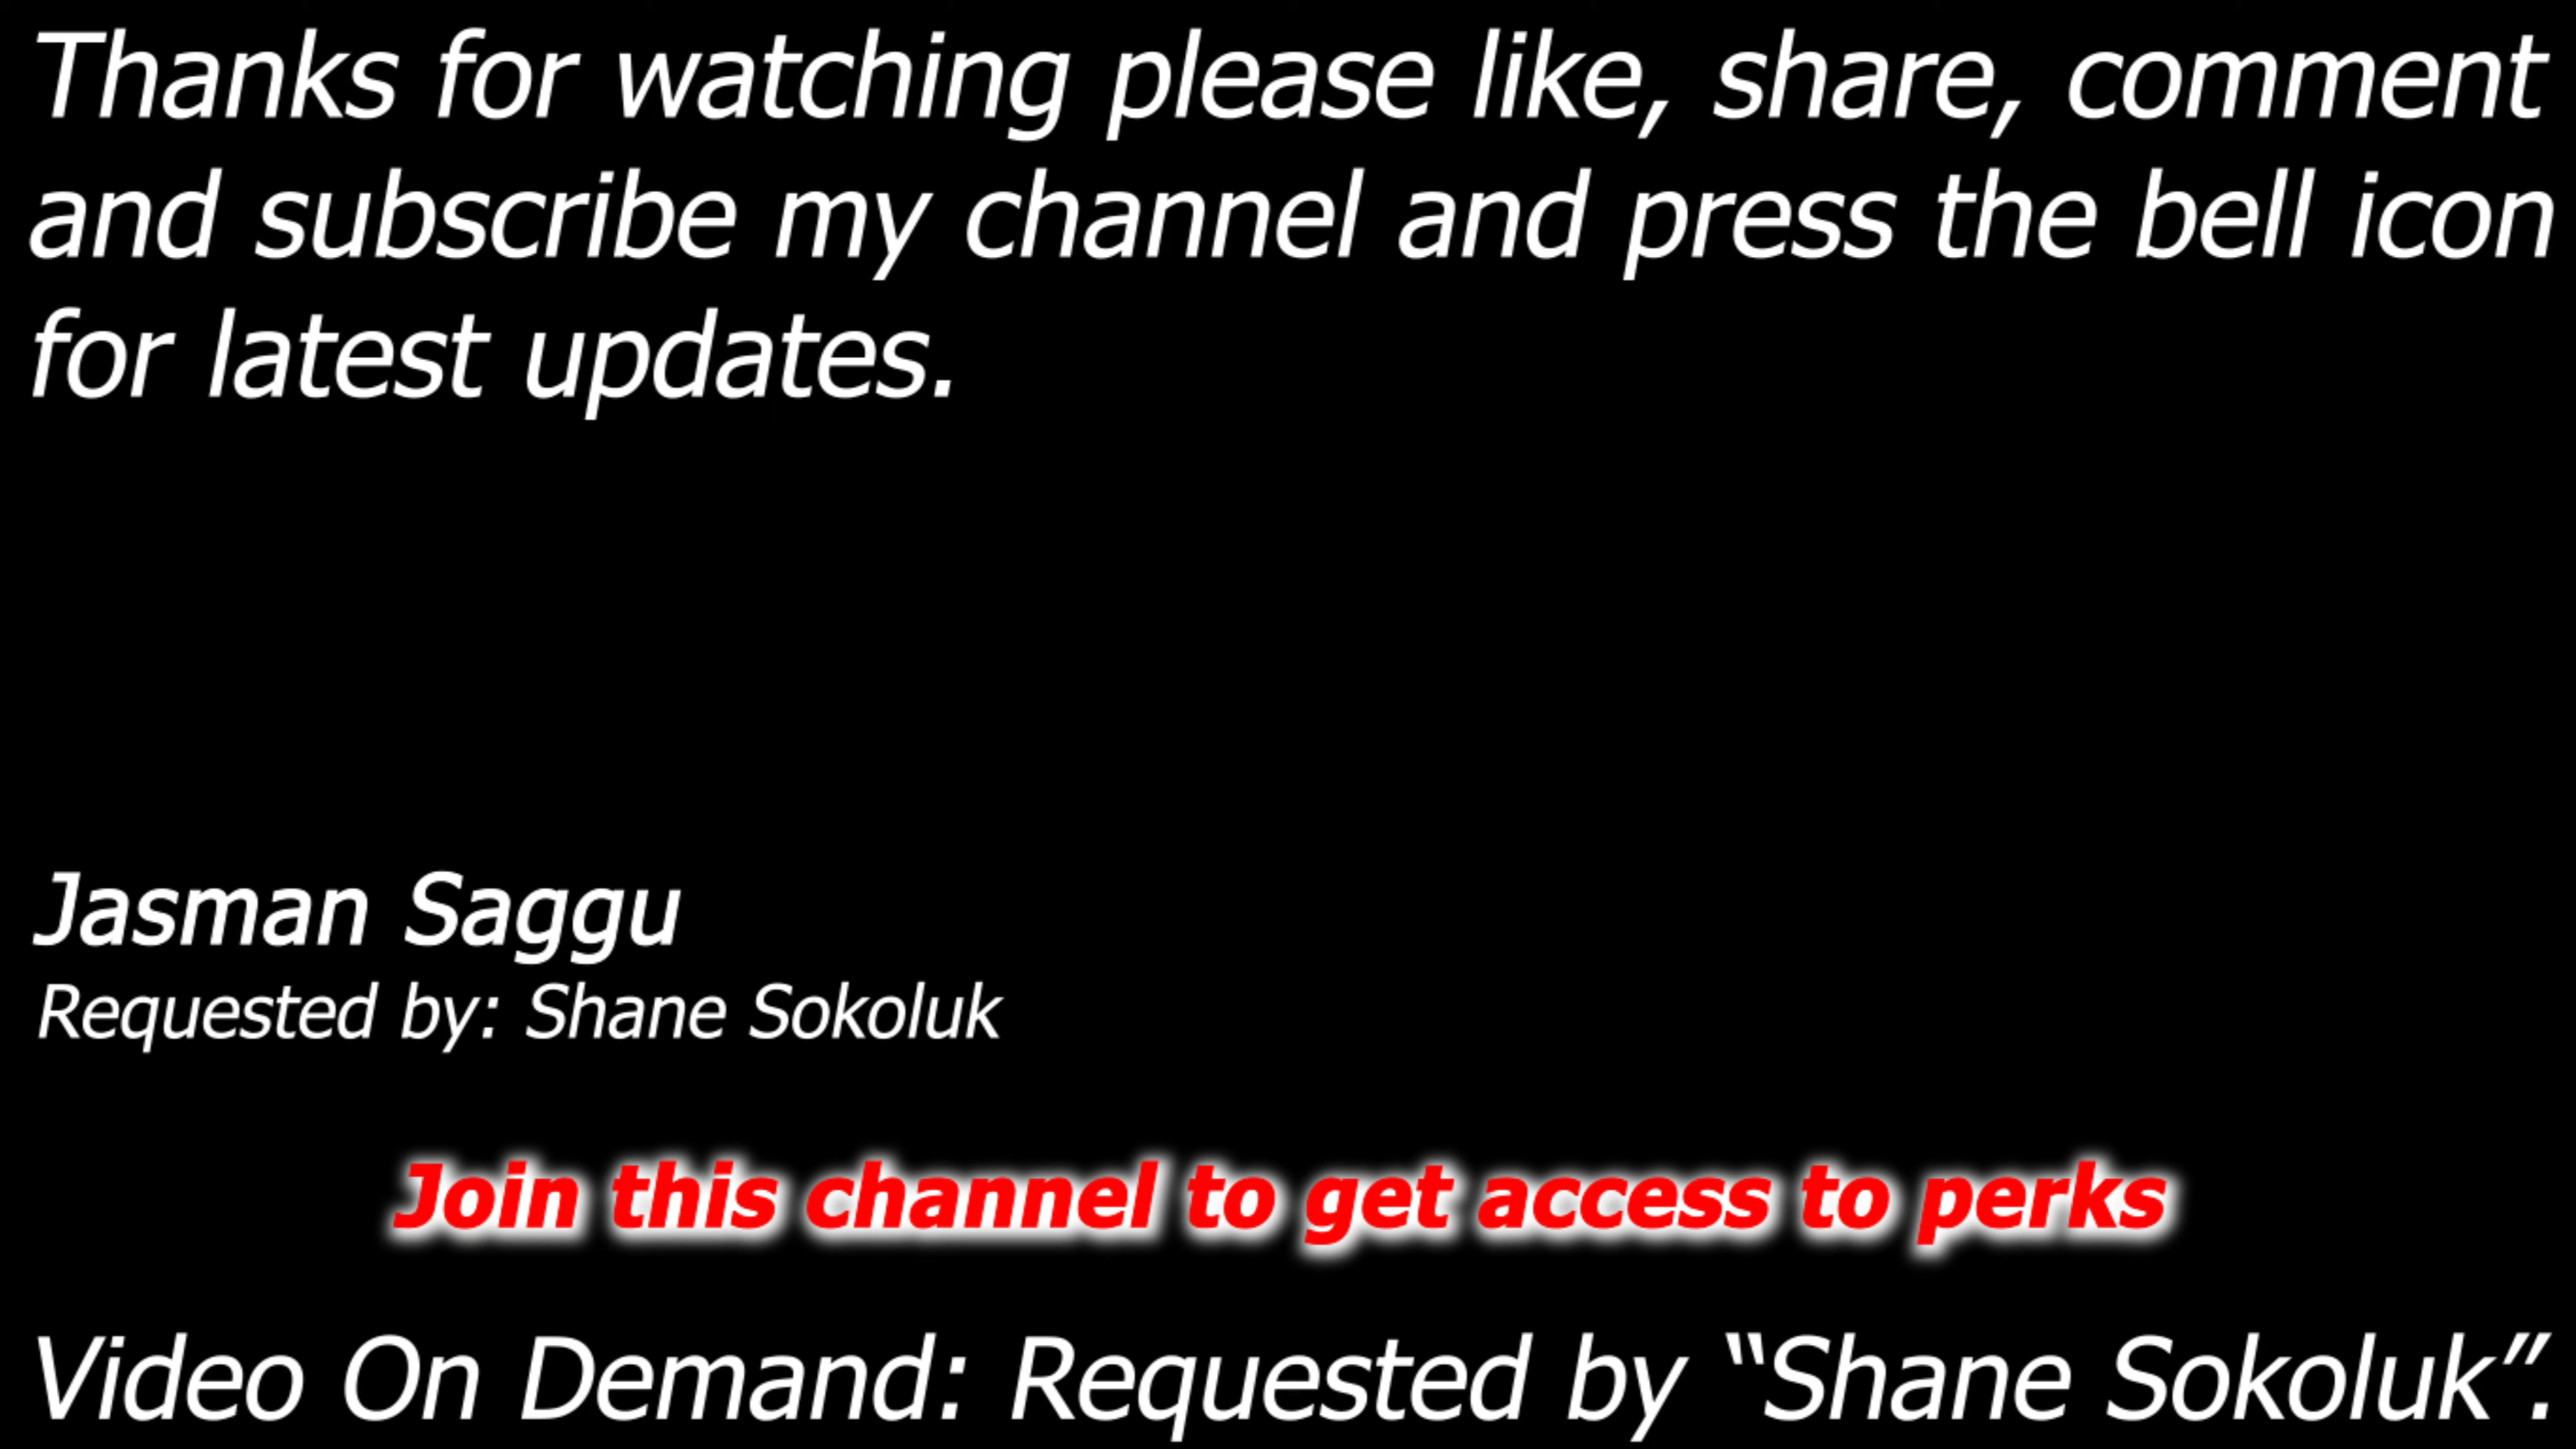 Thanks for watching please like, share, comment
and subscribe my channel and press the bell icon
for latest updates.
Jasman Saggu
Requested by: Shane Sokoluk
Join this channel to get access to perks
Video On Demand: Requested by “Shane Sokoluk”.